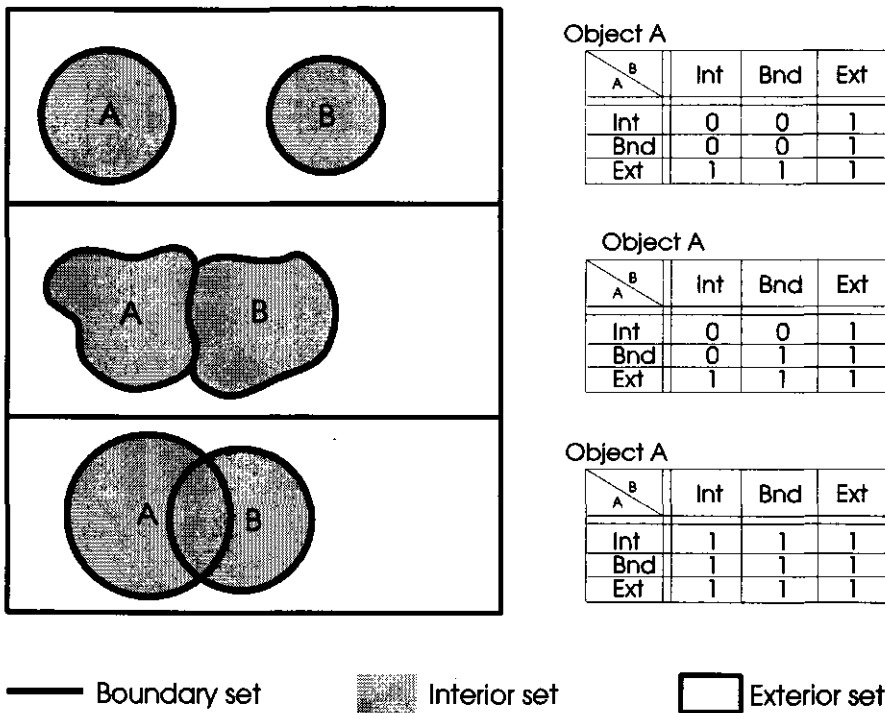 A B
Object A
B
A Int Bnd Ext
Int 0 0 1
Bnd 0 0 1
Ext 1 1 1
A B
Object A
B
A Int Bnd Ext
Int 0 0 1
Bnd 0 1 1
Ext 1 1 1
A B
Object A
B
A Int Bnd Ext
Int 1 1 1
Bnd 1 1 1
Ext 1 1 1
Boundary set Interior set Exterior set